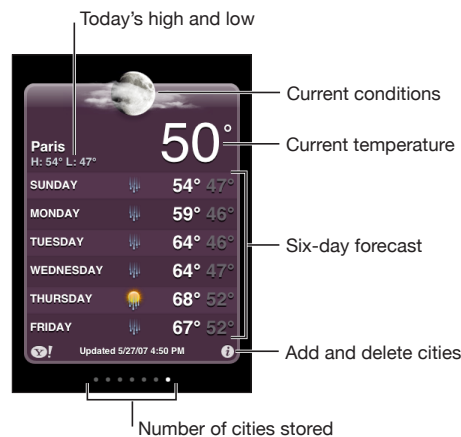 Today's high and low
Current conditions
50°
Current temperature
Paris
H: 54° L: 47°
SUNDAY 54° 47°
MONDAY 59° 46°
TUESDAY 64° 46°
Six-day forecast
WEDNESDAY 64° 47°
THURSDAY 68° 52°
FRIDAY 67° 52°
Y! Updated 5/27/07 4:50 PM i
Add and delete cities
Number of cities stored